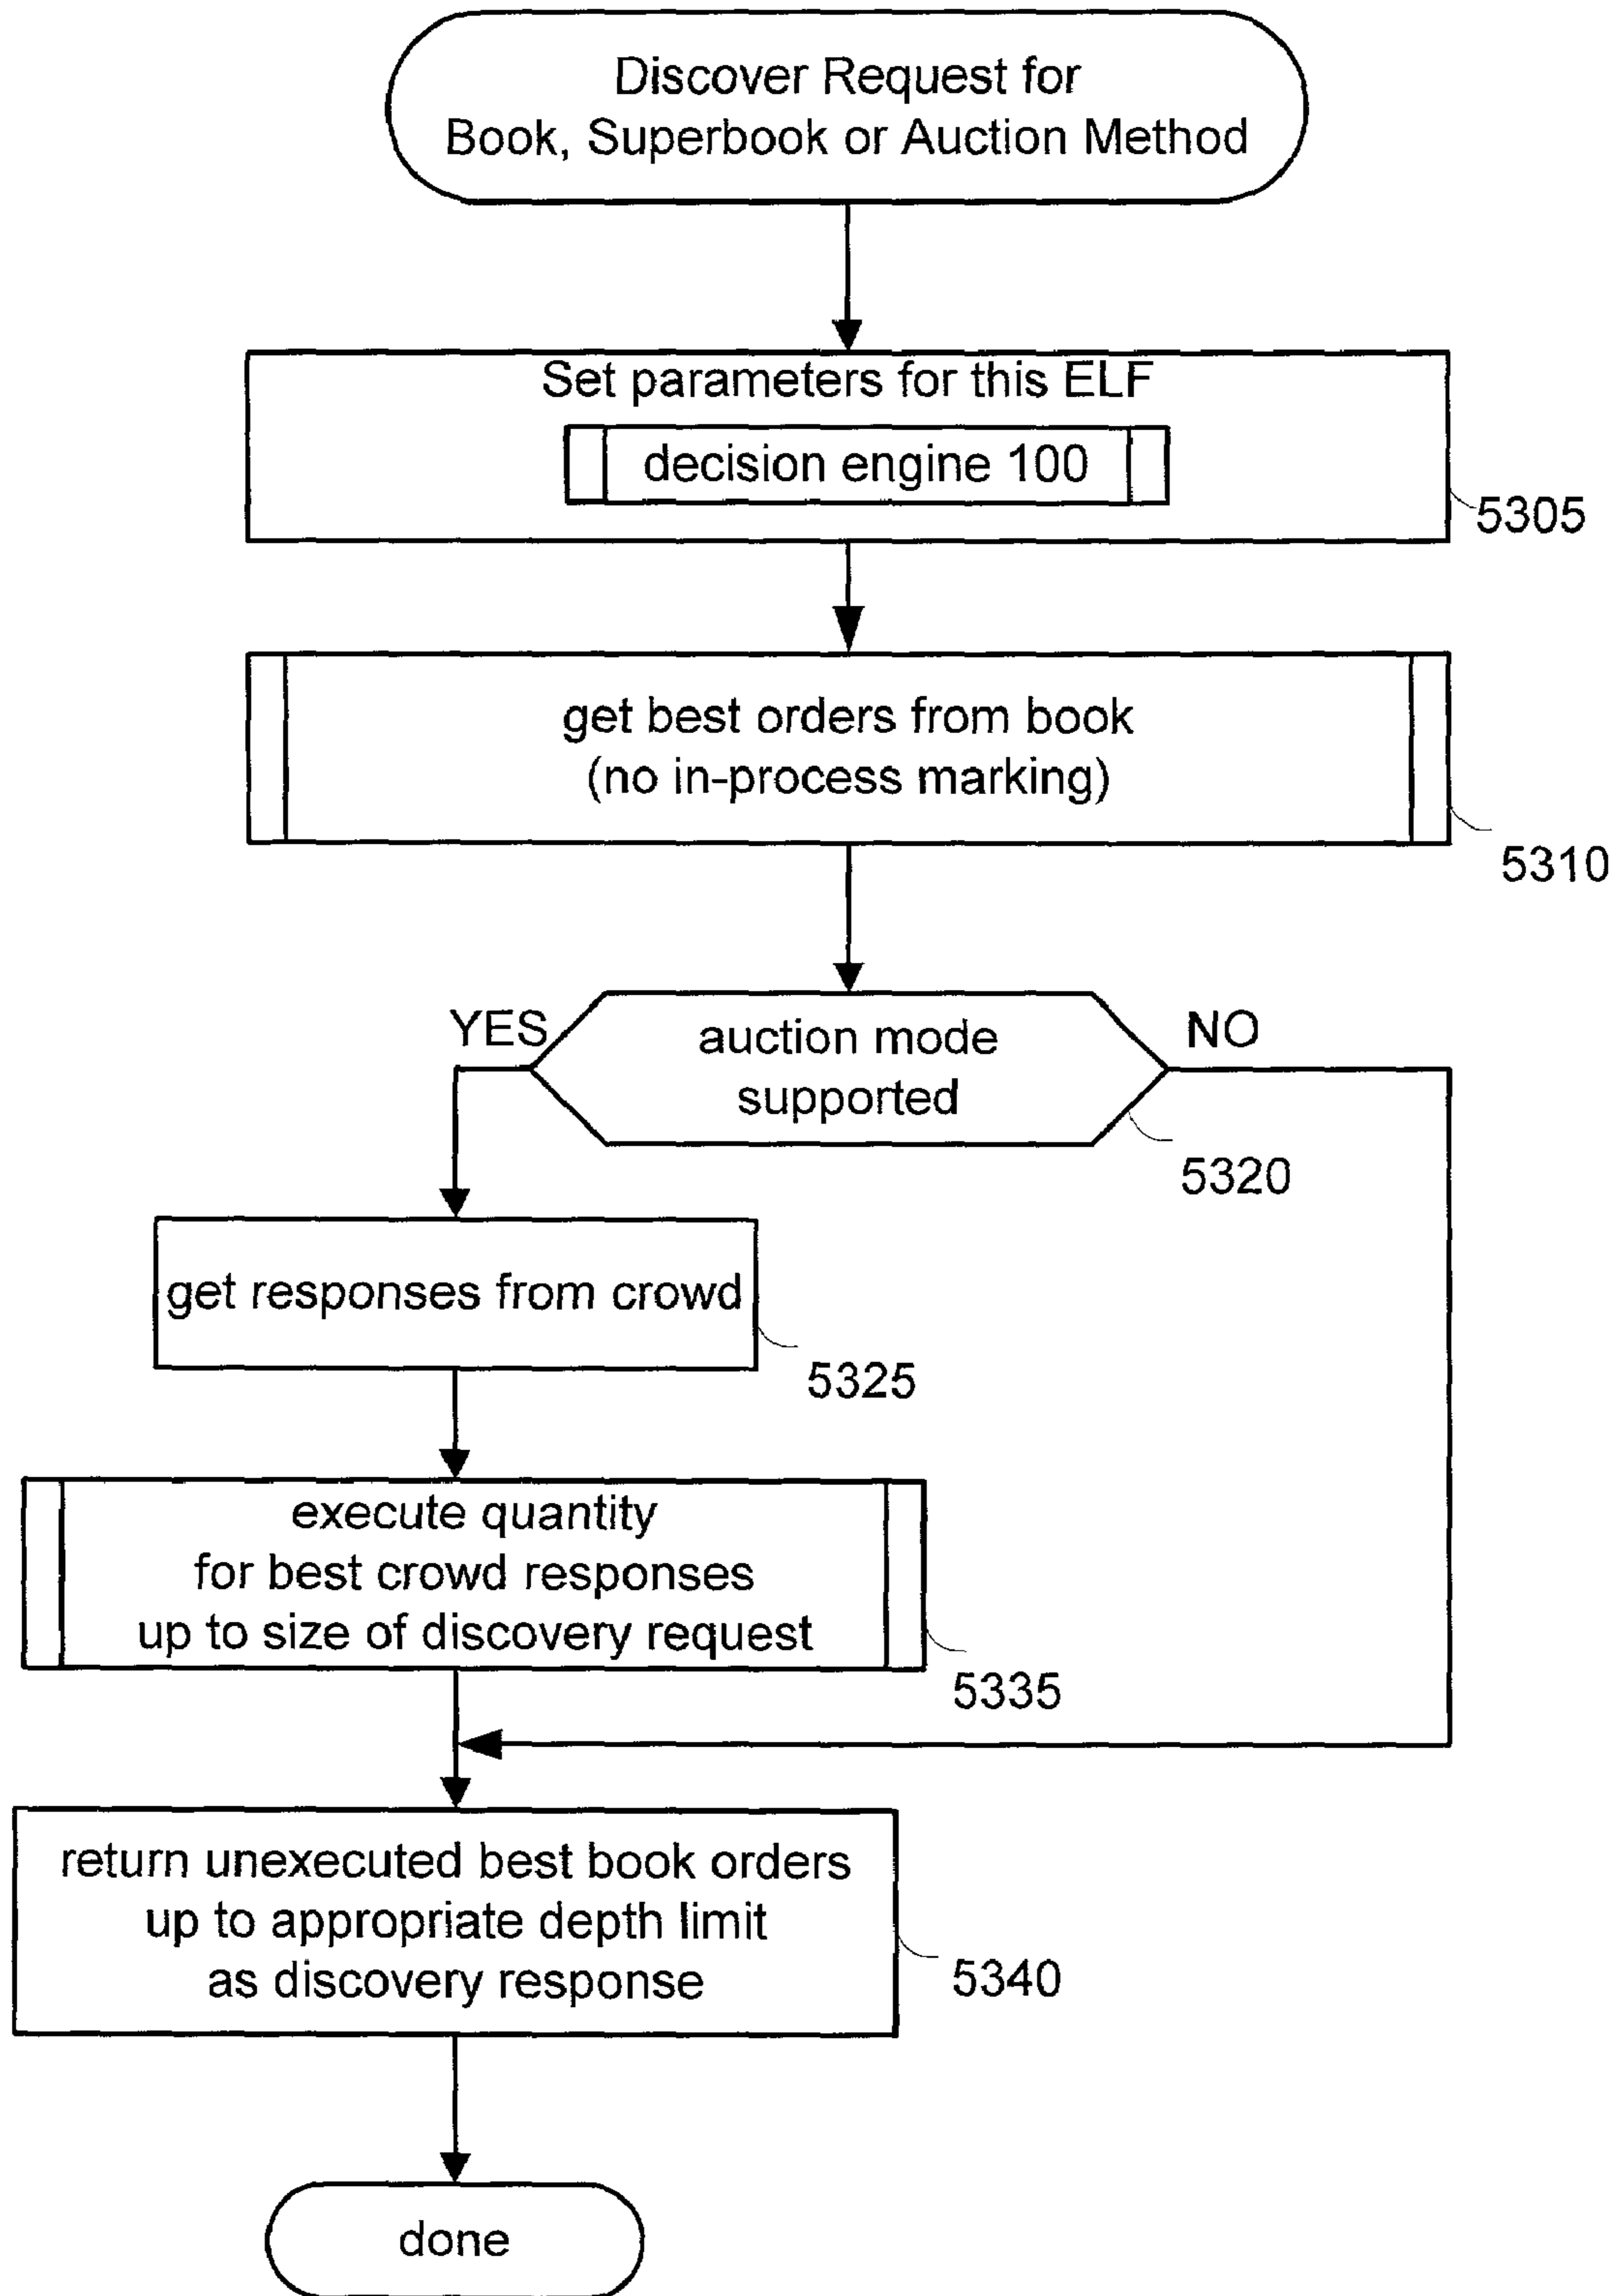 Discover Request for
Book, Superbook or Auction Method
Set parameters for this ELF
decision engine 100
5305
get best orders from book
(no in-process marking)
5310
YES
auction mode
supported
NO
5320
get responses from crowd
5325
execute quantity
for best crowd responses
up to size of discovery request
5335
return unexecuted best book orders
up to appropriate depth limit
as discovery response
5340
done